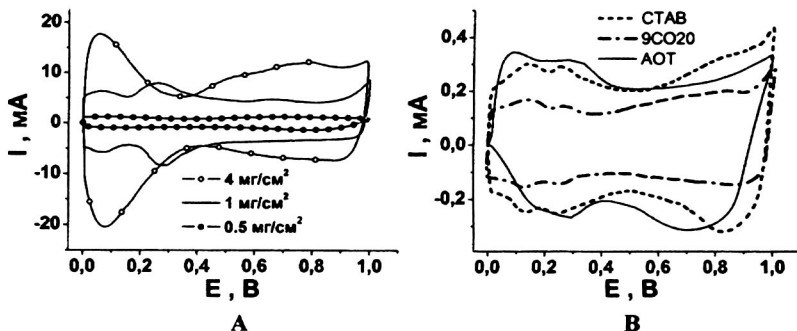 20
10
0
-10
-20
I , мА
4 мг/см²
1 мг/см²
0.5 мг/см²
0,0 0,2 0,4 0,6 0,8 1,0
E , В
А
В
CTAB
9CO20
AOT
0,4
0,2
0,0
-0,2
I , мА
0,0 0,2 0,4 0,6 0,8 1,0
E , В
В